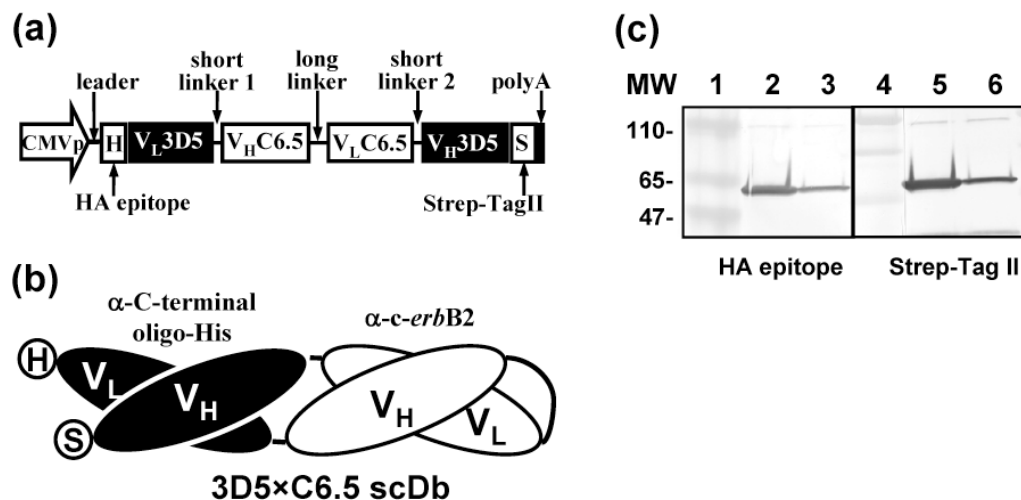 (a)
leader
short linker 1
long linker
short linker 2
polyA
CMVp
H
VL3D5
VHC6.5
VLC6.5
VH3D5
S
HA epitope
Strep-TagII
(b)
α-C-terminal
oligo-His
α-c-erbB2
H
VL
VH
S
VH
VL
3D5×C6.5 scDb
(c)
MW 1 2 3 4 5 6
110-
65-
47-
HA epitope Strep-Tag II